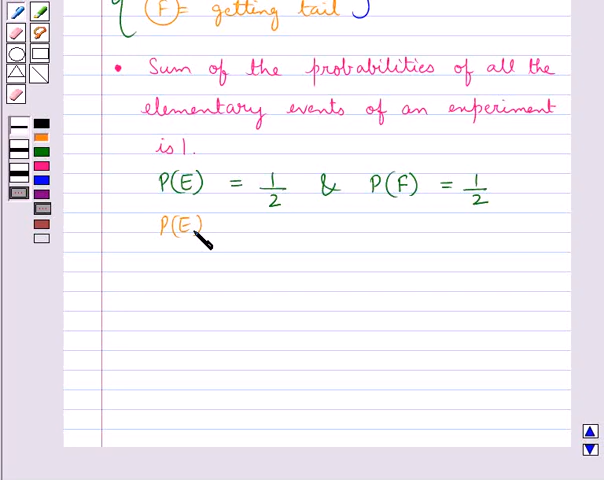 F = getting tail
• Sum of the probabilities of all the
elementary events of an experiment
is 1.
P(E) = 1/2 & P(F) = 1/2
P(E)